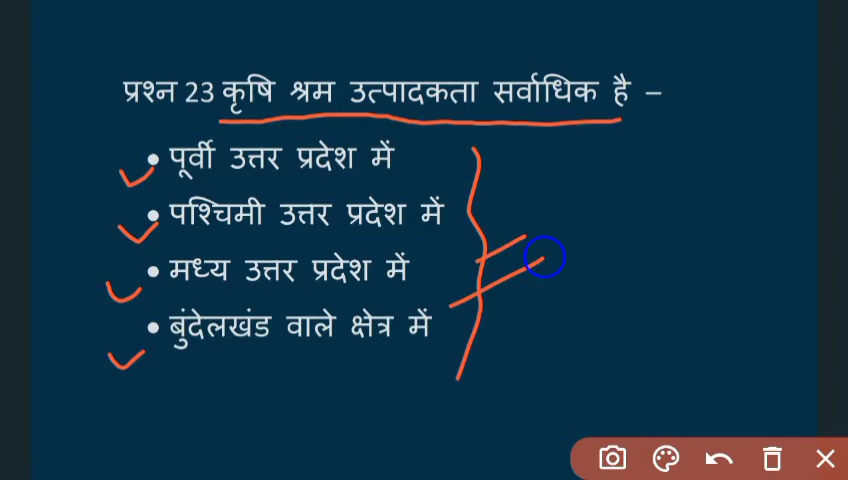 प्रश्न 23 कृषि श्रम उत्पादकता सर्वाधिक है –
• पूर्वी उत्तर प्रदेश में
• पश्चिमी उत्तर प्रदेश में
• मध्य उत्तर प्रदेश में
• बुंदेलखंड वाले क्षेत्र में